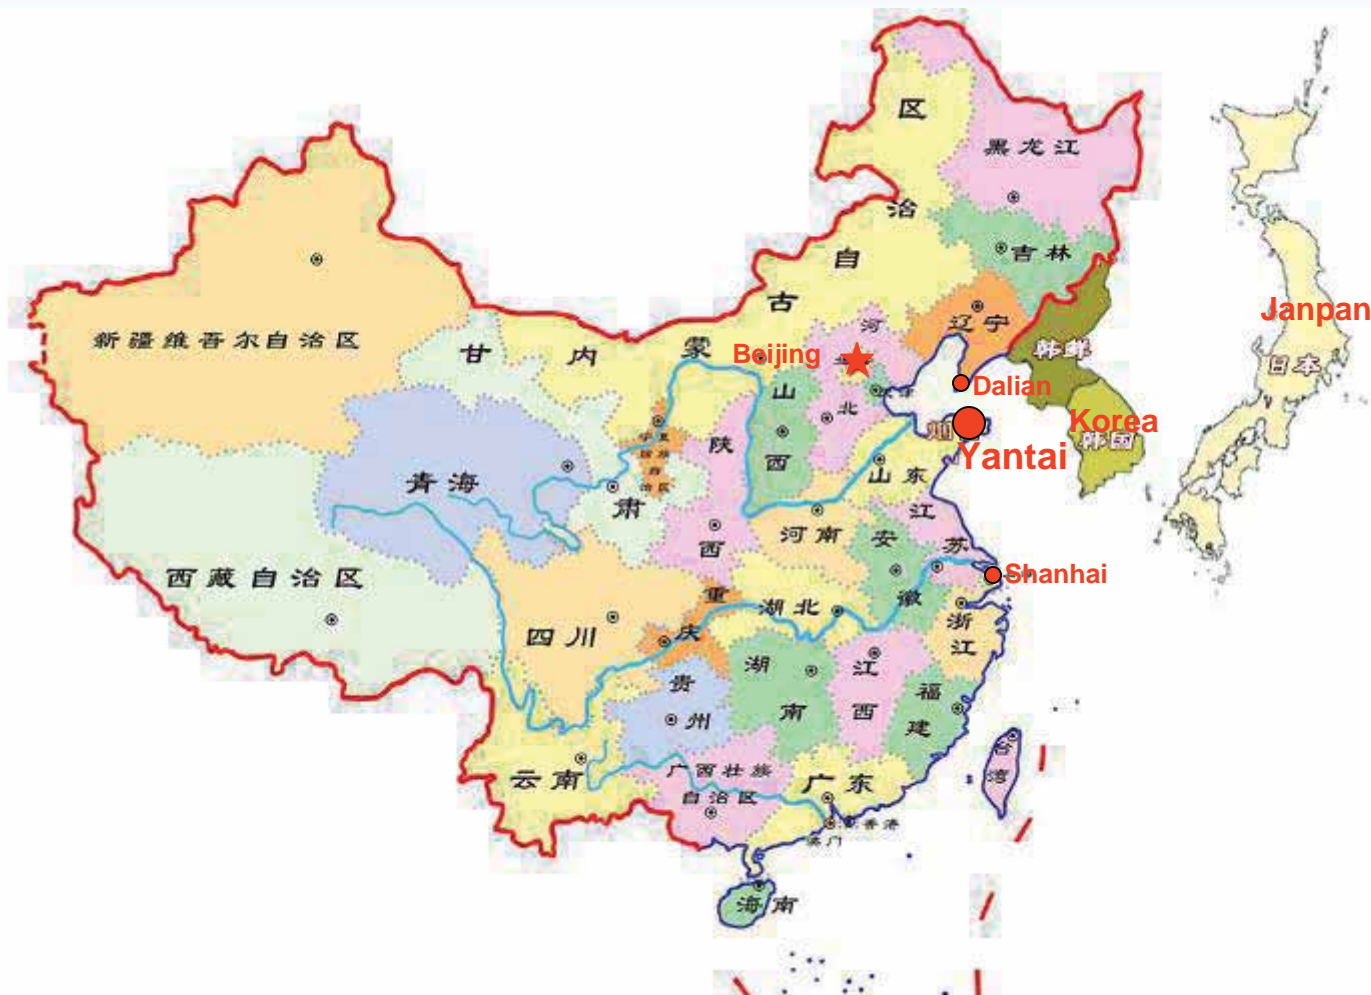 区
黑龙江
治
吉林
自
古
Janpan
河
辽宁
新疆维吾尔自治区
甘
内
蒙
Beijing
韩鲜
日本
山
Dalian
北
Korea
韩国
陕
Yantai
西
山东
青海
肃
江
河南
安
苏
西
西藏自治区
Shanhai
重
湖北
徽
浙
四川
庆
江
湖
江
贵
福
州
南
西
建
台
湾
广西壮族
云南
广东
自治区
香港
澳门
海南